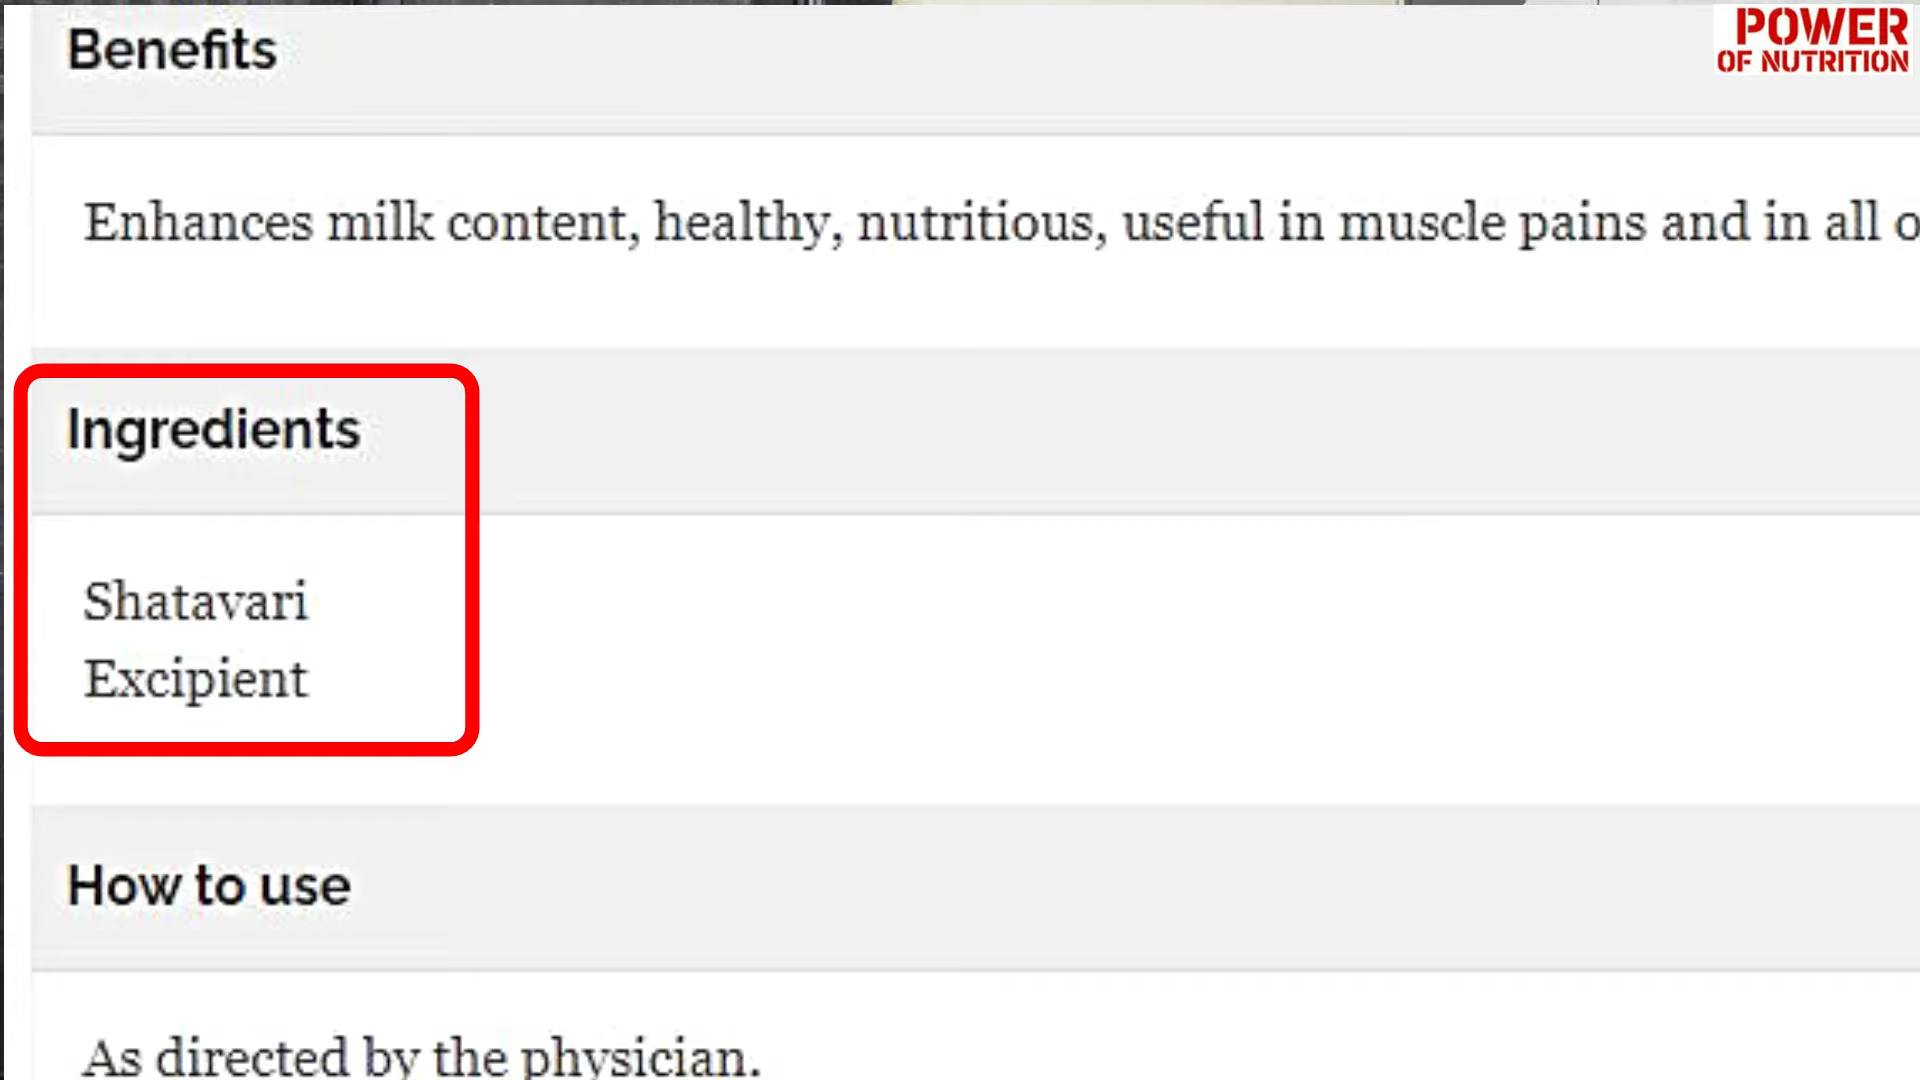 Benefits
POWER
OF NUTRITION
Enhances milk content, healthy, nutritious, useful in muscle pains and in all
Ingredients
Shatavari
Excipient
How to use
As directed by the physician.